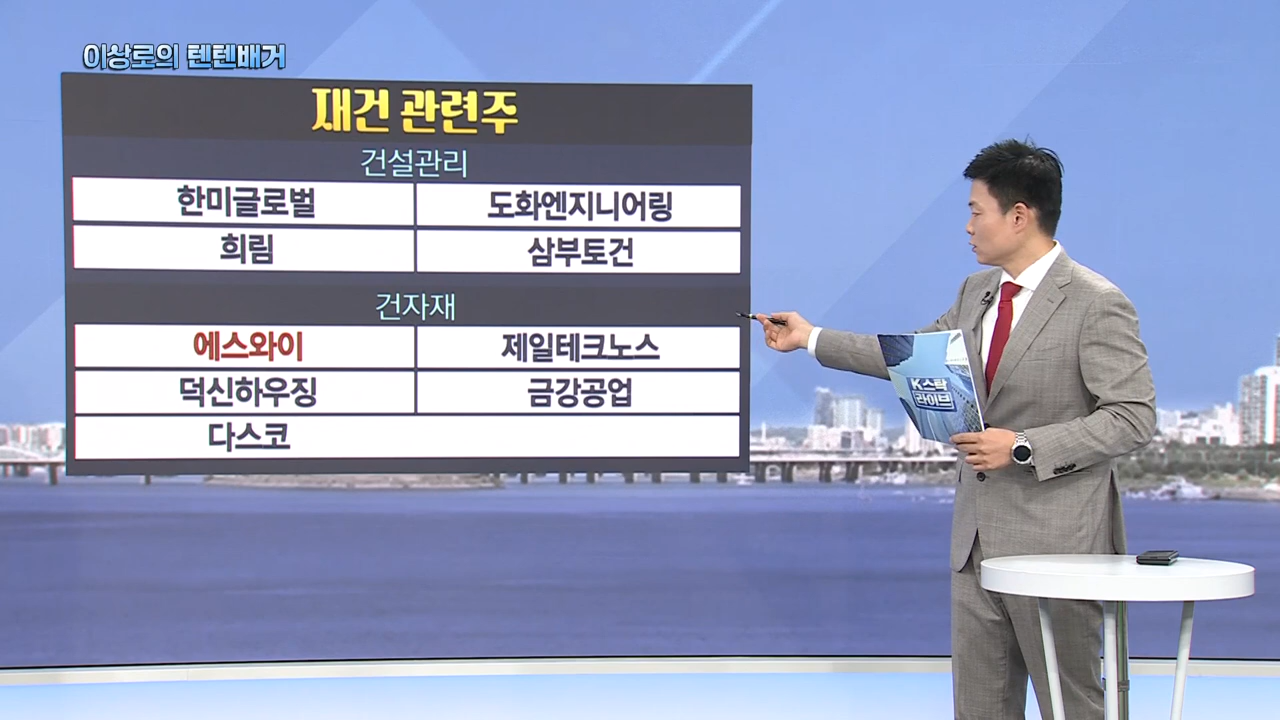 이상로의 텐텐배거
재건 관련주
건설관리
한미글로벌 도화엔지니어링
희림 삼부토건
건자재
에스와이 제일테크노스
덕신하우징 금강공업
다스코
K스탁
라이브